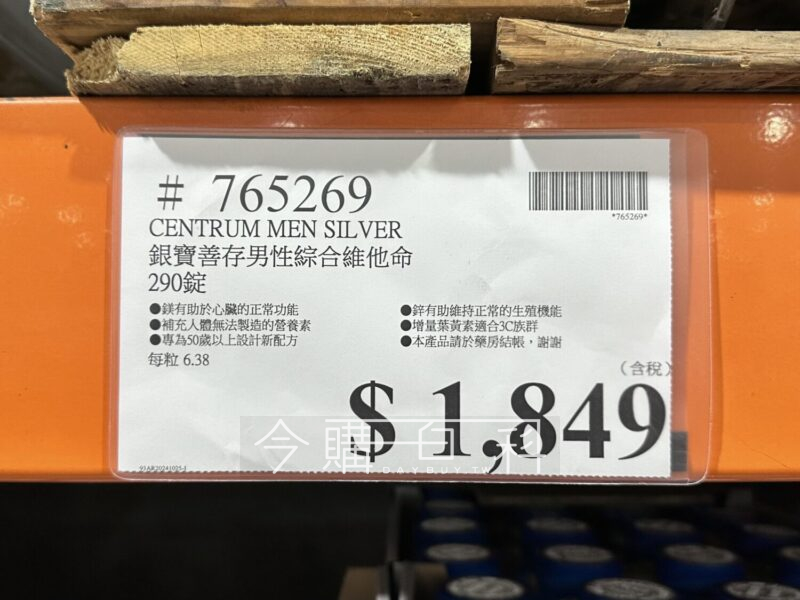 # 765269
*765269*
CENTRUM MEN SILVER
銀寶善存男性綜合維他命
290錠
●鎂有助於心臟的正常功能
●補充人體無法製造的營養素
●專為50歲以上設計新配方
每粒 6.38
●鋅有助維持正常的生殖機能
●增量葉黃素適合3C族群
●本產品請於藥房結帳，謝謝
(含稅)
$ 1,849
今購百科